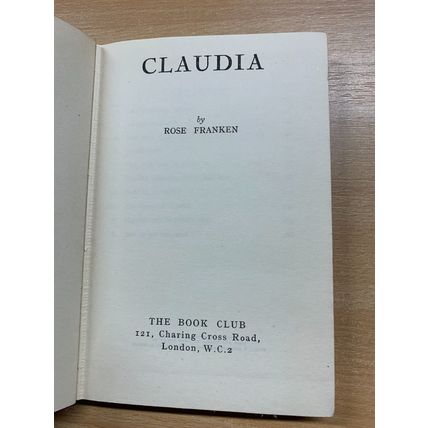 CLAUDIA
by
ROSE FRANKEN
THE BOOK CLUB
121, Charing Cross Road,
London, W.C.2